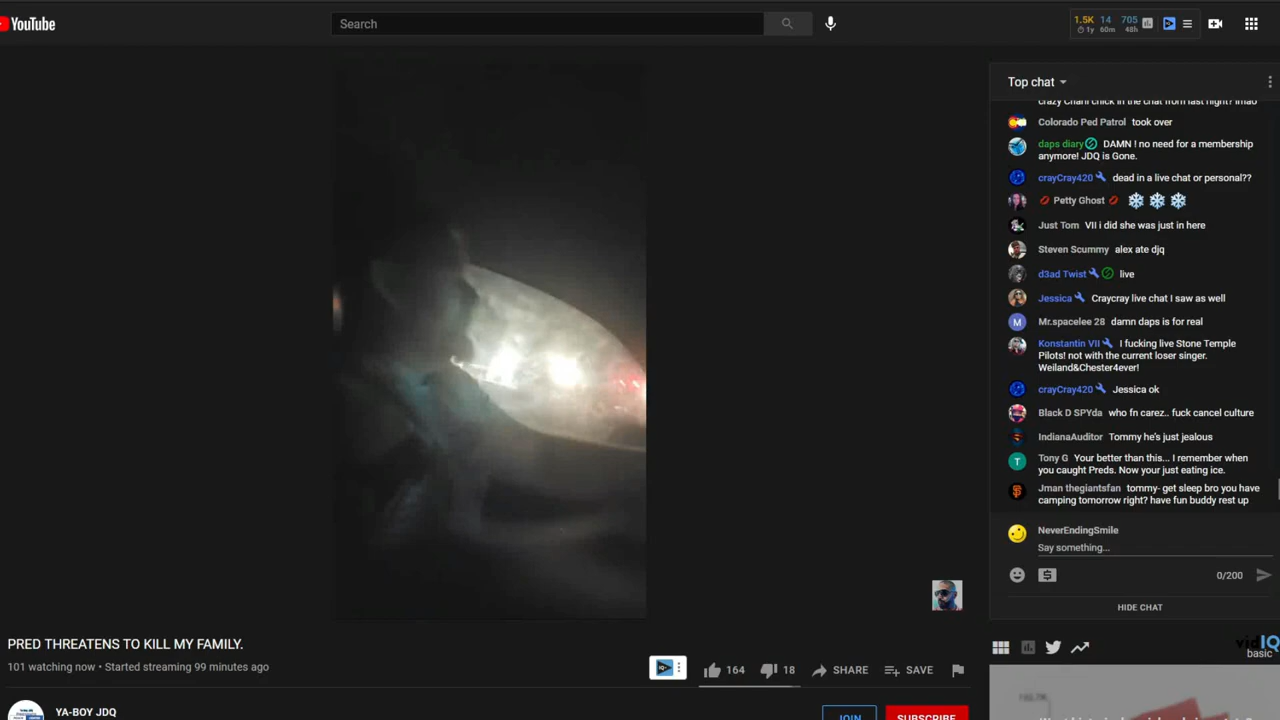 YouTube
Search
1.5K 14 705
1y 60m 48h
Top chat
crazy Chani chick in the chat from last night? lmao
Colorado Ped Patrol took over
daps diary DAMN ! no need for a membership
anymore! JDQ is Gone.
crayCray420 dead in a live chat or personal??
Petty Ghost
Just Tom VII i did she was just in here
Steven Scummy alex ate djq
d3ad Twist live
Jessica Craycray live chat I saw as well
M Mr.spacelee 28 damn daps is for real
Konstantin VII I fucking live Stone Temple
Pilots! not with the current loser singer.
Weiland&Chester4ever!
crayCray420 Jessica ok
Black D SPYda who fn carez.. fuck cancel culture
IndianaAuditor Tommy he's just jealous
T Tony G Your better than this... I remember when
you caught Preds. Now your just eating ice.
Jman thegiantsfan tommy- get sleep bro you have
camping tomorrow right? have fun buddy rest up
NeverEndingSmile
Say something...
0/200
HIDE CHAT
PRED THREATENS TO KILL MY FAMILY.
101 watching now • Started streaming 99 minutes ago
164 18 SHARE SAVE
vidIQ
basic
YA-BOY JDQ
JOIN SUBSCRIBE